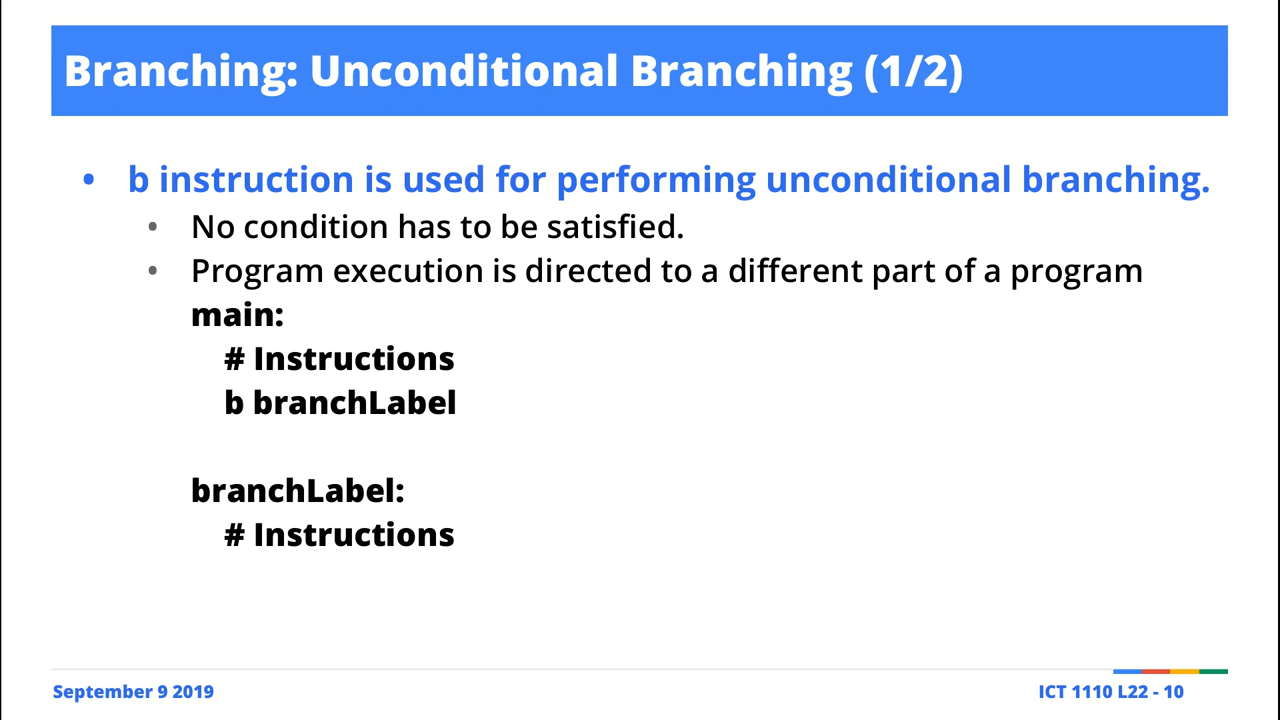 Branching: Unconditional Branching (1/2)
• b instruction is used for performing unconditional branching.
• No condition has to be satisfied.
• Program execution is directed to a different part of a program
main:
# Instructions
b branchLabel
branchLabel:
# Instructions
September 9 2019
ICT 1110 L22 - 10